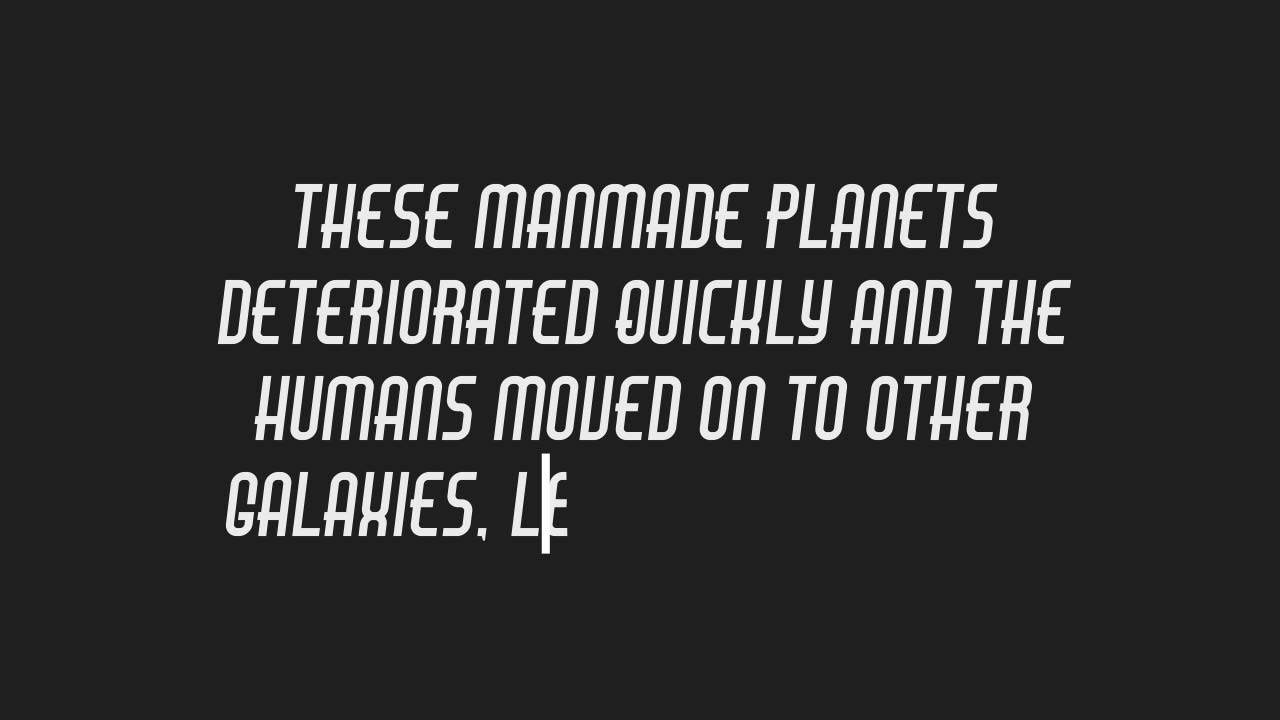 THESE MANMADE PLANETS
DETERIORATED QUICKLY AND THE
HUMANS MOVED ON TO OTHER
GALAXIES, LE